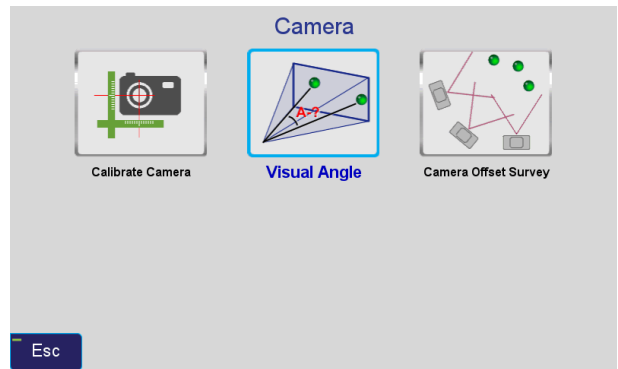 Camera
A-?
Calibrate Camera
Visual Angle
Camera Offset Survey
Esc